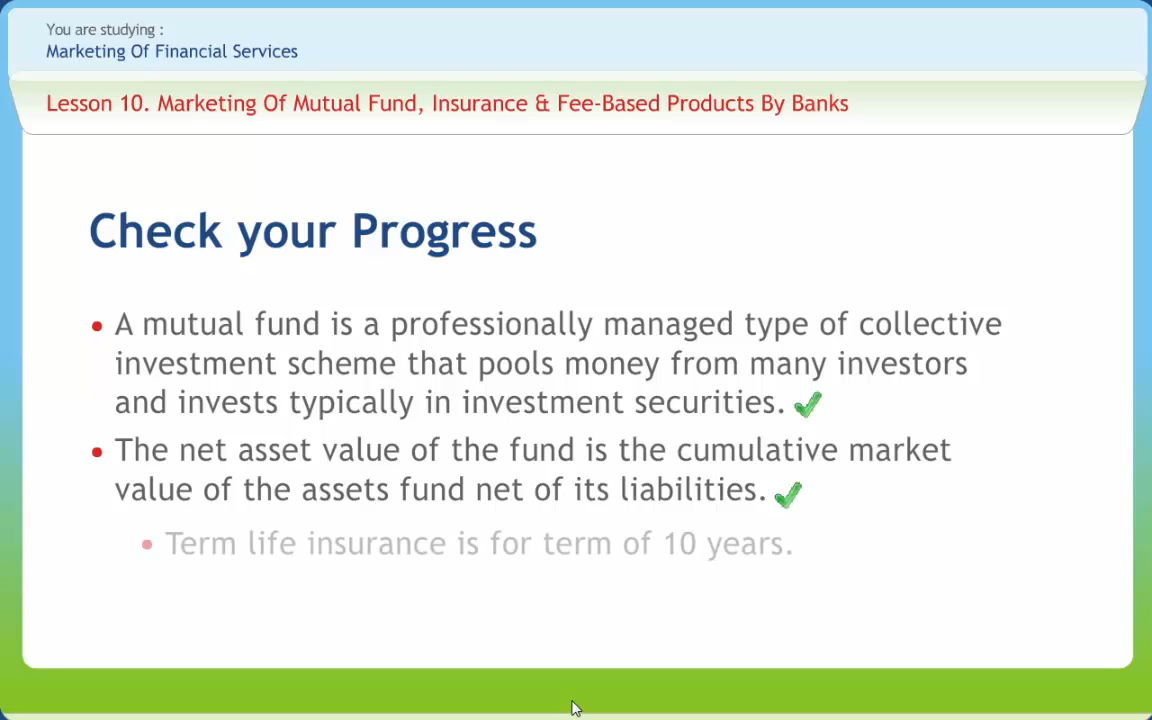 You are studying :
Marketing Of Financial Services
Lesson 10. Marketing Of Mutual Fund, Insurance & Fee-Based Products By Banks
Check your Progress
• A mutual fund is a professionally managed type of collective
investment scheme that pools money from many investors
and invests typically in investment securities.
• The net asset value of the fund is the cumulative market
value of the assets fund net of its liabilities.
• Term life insurance is for term of 10 years.